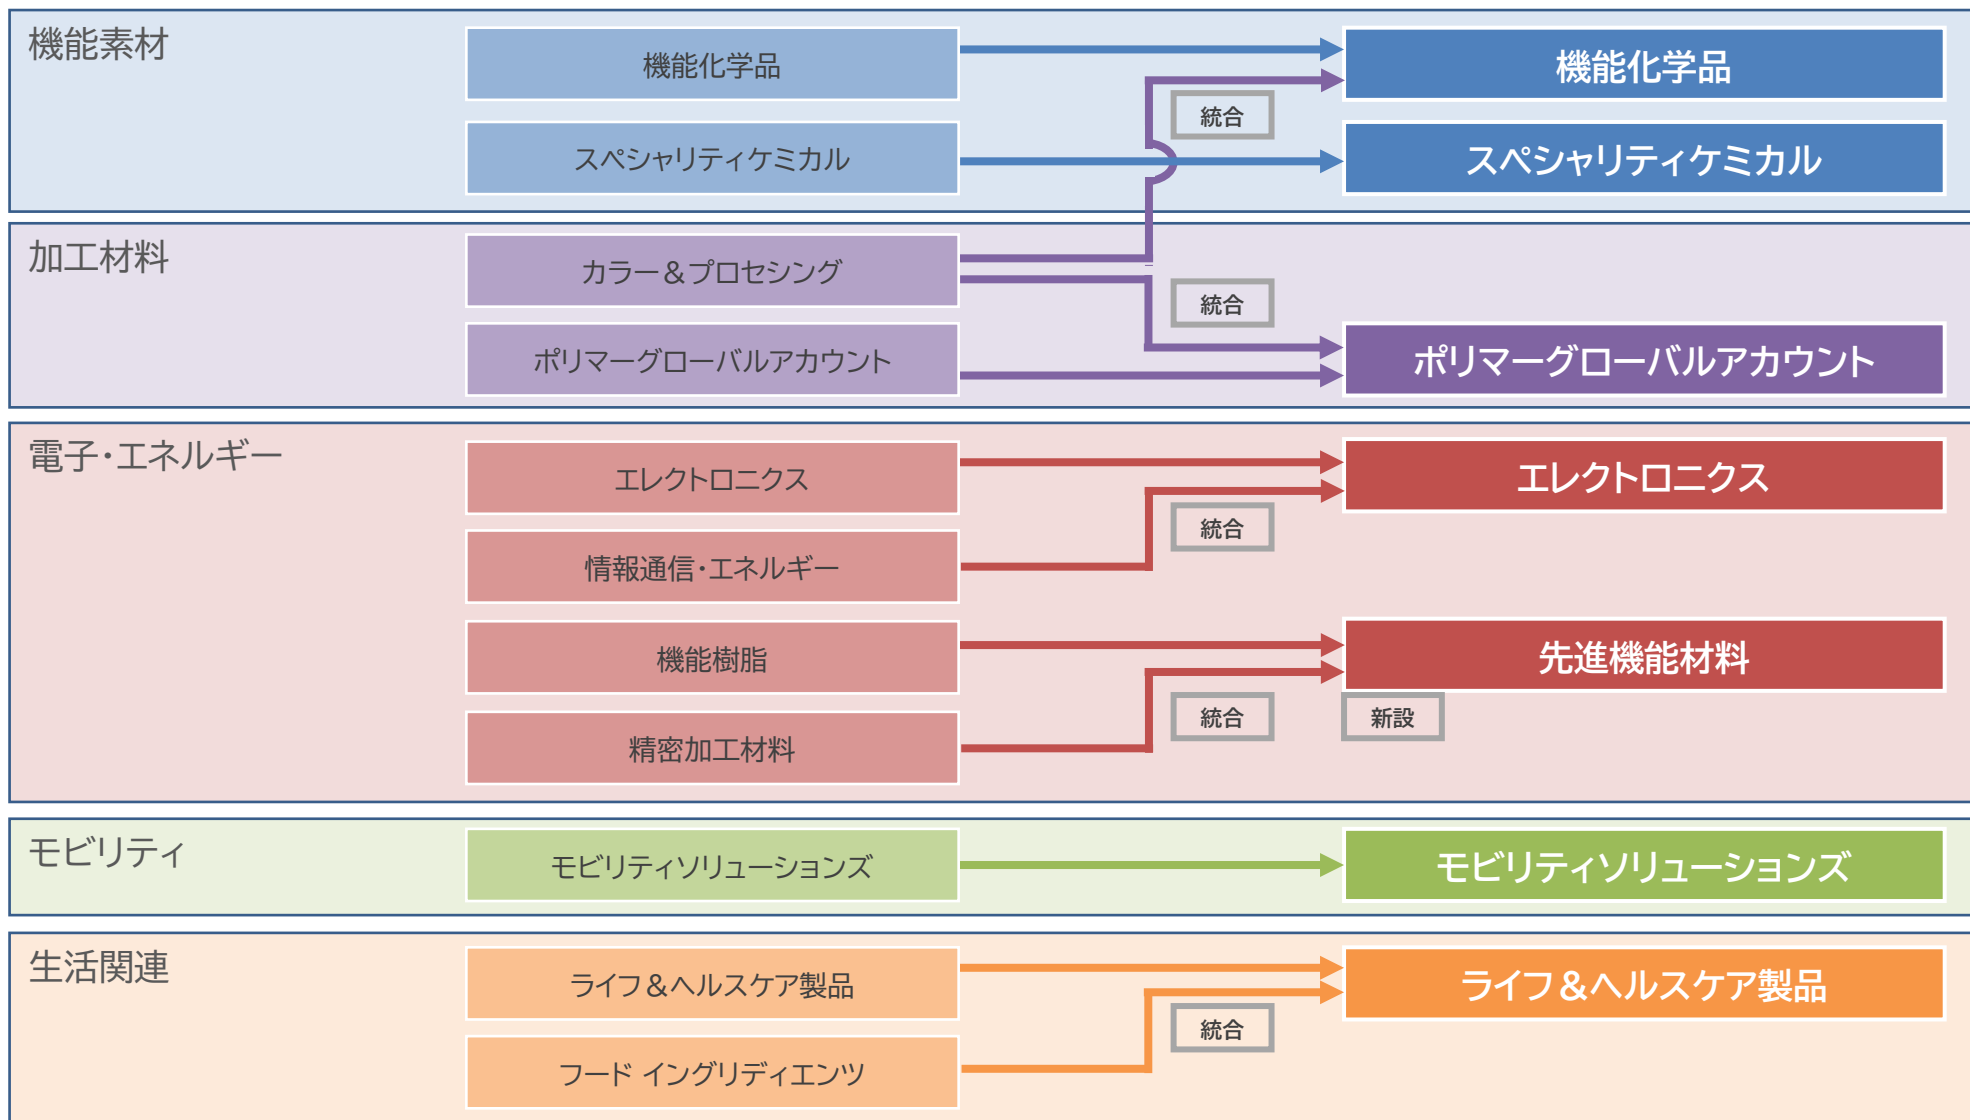 機能素材
機能化学品
機能化学品
統合
スペシャリティケミカル
スペシャリティケミカル
加工材料
カラー＆プロセシング
統合
ポリマーグローバルアカウント
ポリマーグローバルアカウント
電子・エネルギー
エレクトロニクス
エレクトロニクス
統合
情報通信・エネルギー
機能樹脂
先進機能材料
統合
新設
精密加工材料
モビリティ
モビリティソリューションズ
モビリティソリューションズ
生活関連
ライフ＆ヘルスケア製品
ライフ＆ヘルスケア製品
統合
フード イングリディエンツ